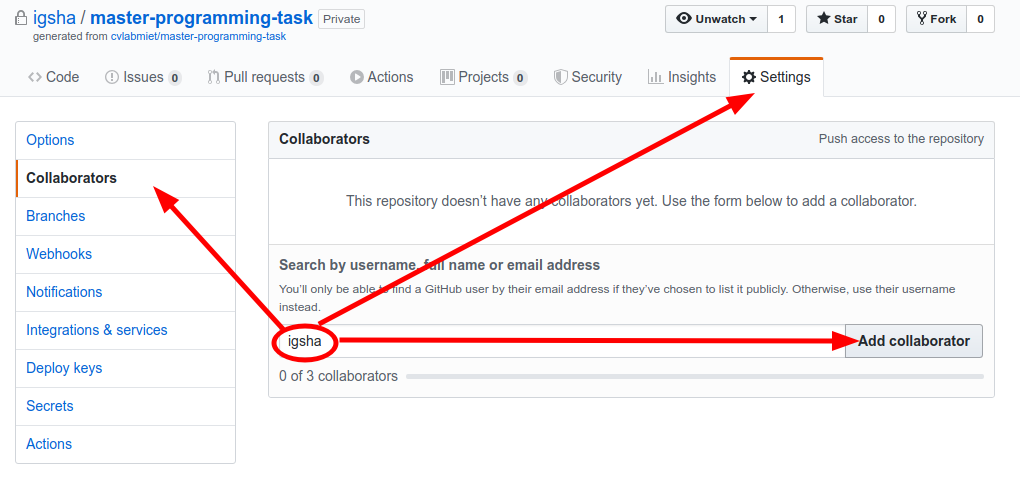 igsha / master-programming-task Private
Unwatch 1 Star 0 Fork 0
generated from cvlabmiet/master-programming-task
Code Issues 0 Pull requests 0 Actions Projects 0 Security Insights Settings
Options
Collaborators
Branches
Webhooks
Notifications
Integrations & services
Deploy keys
Secrets
Actions
Collaborators Push access to the repository
This repository doesn't have any collaborators yet. Use the form below to add a collaborator.
Search by username, full name or email address
You'll only be able to find a GitHub user by their email address if they've chosen to list it publicly. Otherwise, use their username
instead.
igsha Add collaborator
0 of 3 collaborators